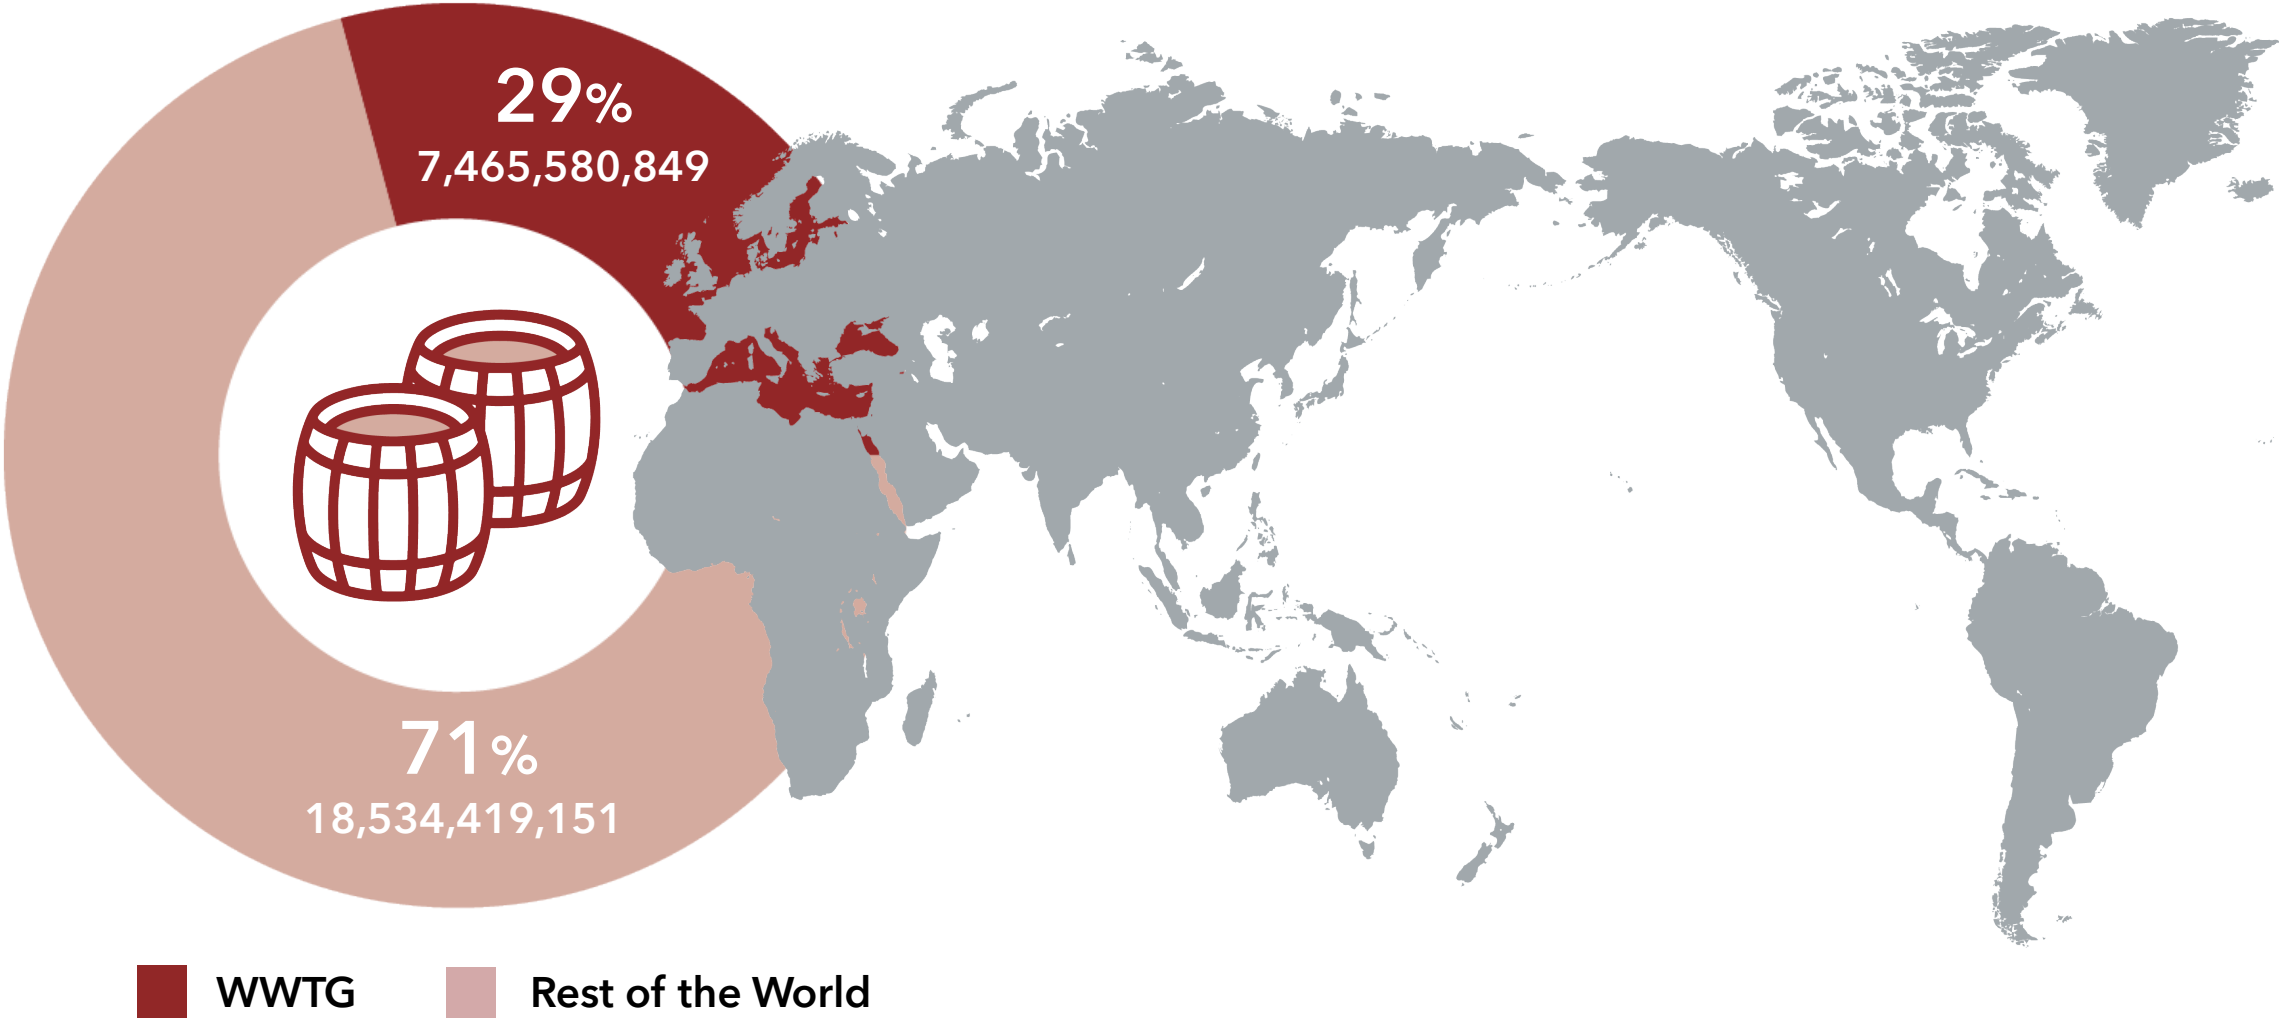 29%
7,465,580,849
71%
18,534,419,151
WWTG
Rest of the World